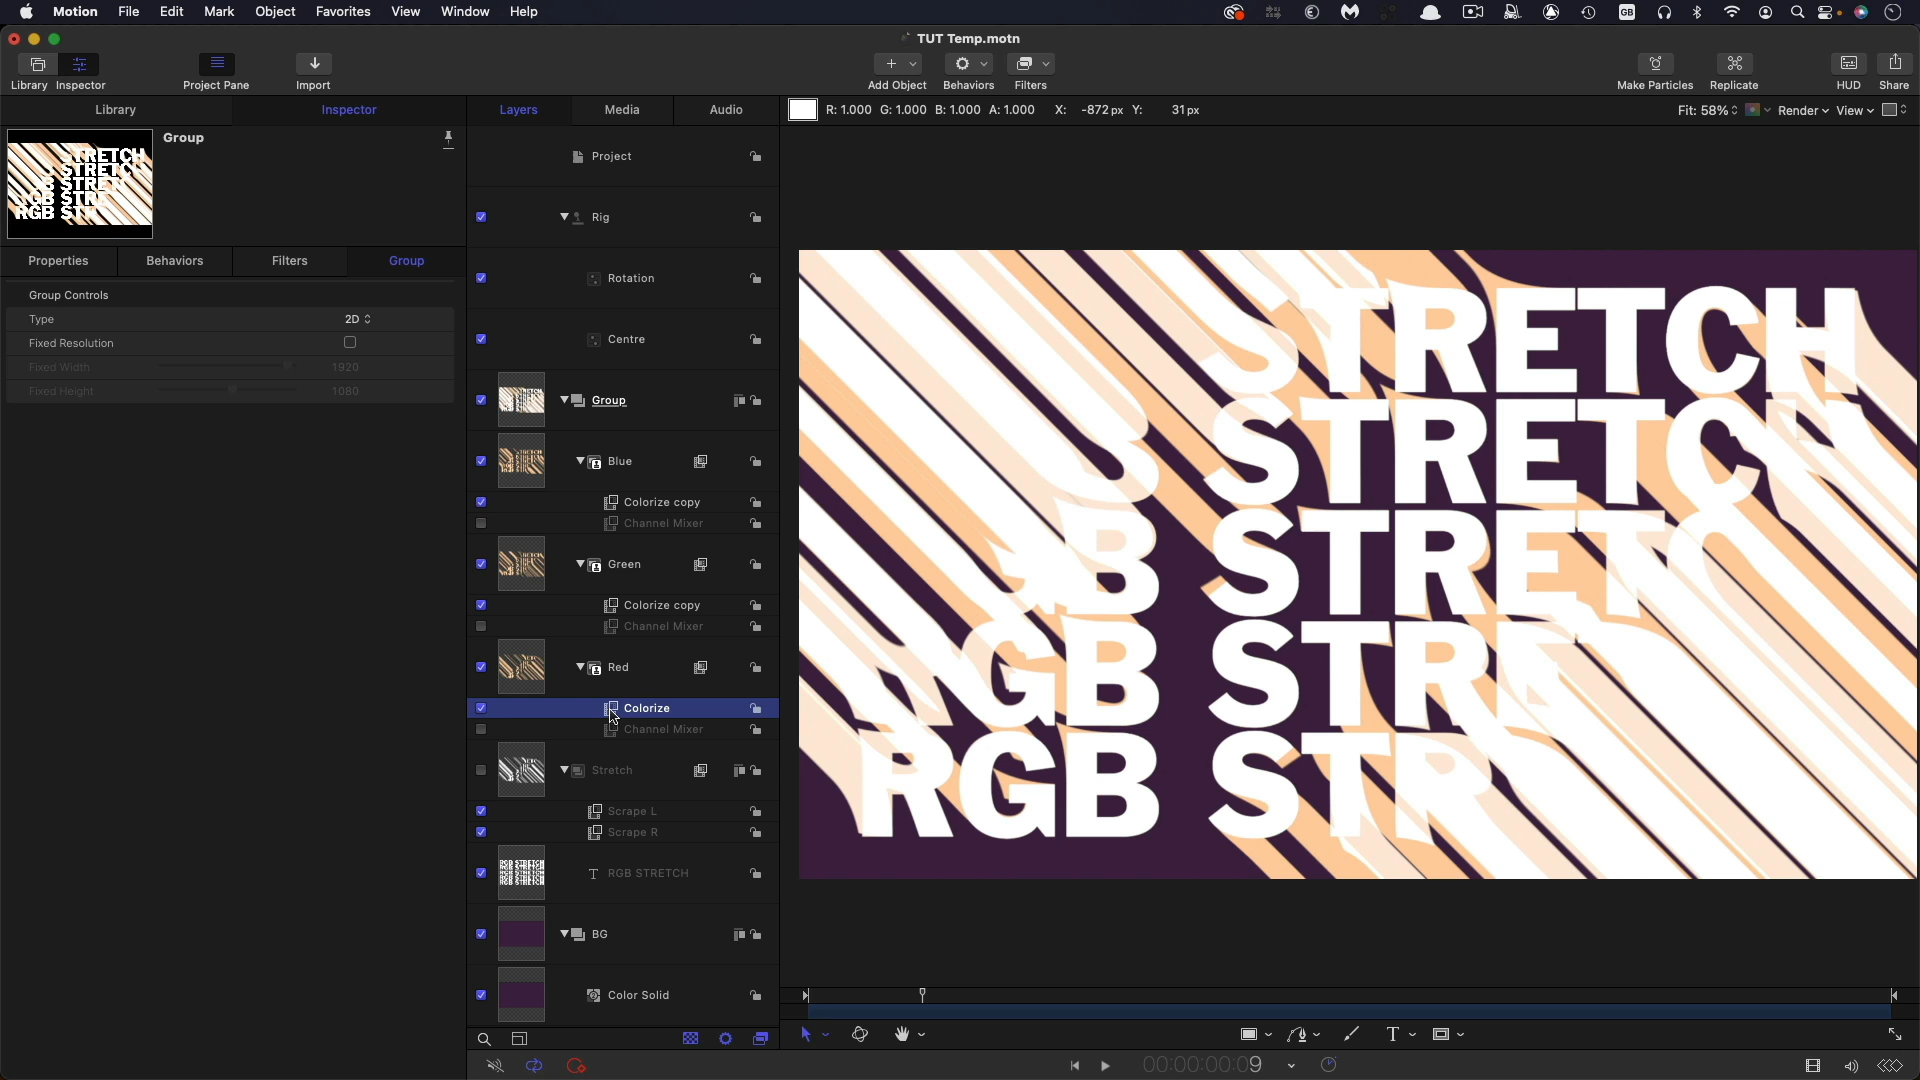 Motion File Edit Mark Object Favorites View Window Help
GB
TUT Temp.motn
Library Inspector Project Pane Import Add Object Behaviors Filters Make Particles Replicate HUD Share
Library Inspector Layers Media Audio R: 1.000 G: 1.000 B: 1.000 A: 1.000 X: -872 px Y: 31 px Fit: 58% Render View
Group
Properties Behaviors Filters Group
Group Controls
Type 2D
Fixed Resolution
Fixed Width 1920
Fixed Height 1080
Project
Rig
Rotation
Centre
Group
Blue
Colorize copy
Channel Mixer
Green
Colorize copy
Channel Mixer
Red
Colorize
Channel Mixer
Stretch
Scrape L
Scrape R
RGB STRETCH
BG
Color Solid
STRETCH
STRETCH
B STRETC
GB STRE
RGB STR
00:00:00:09